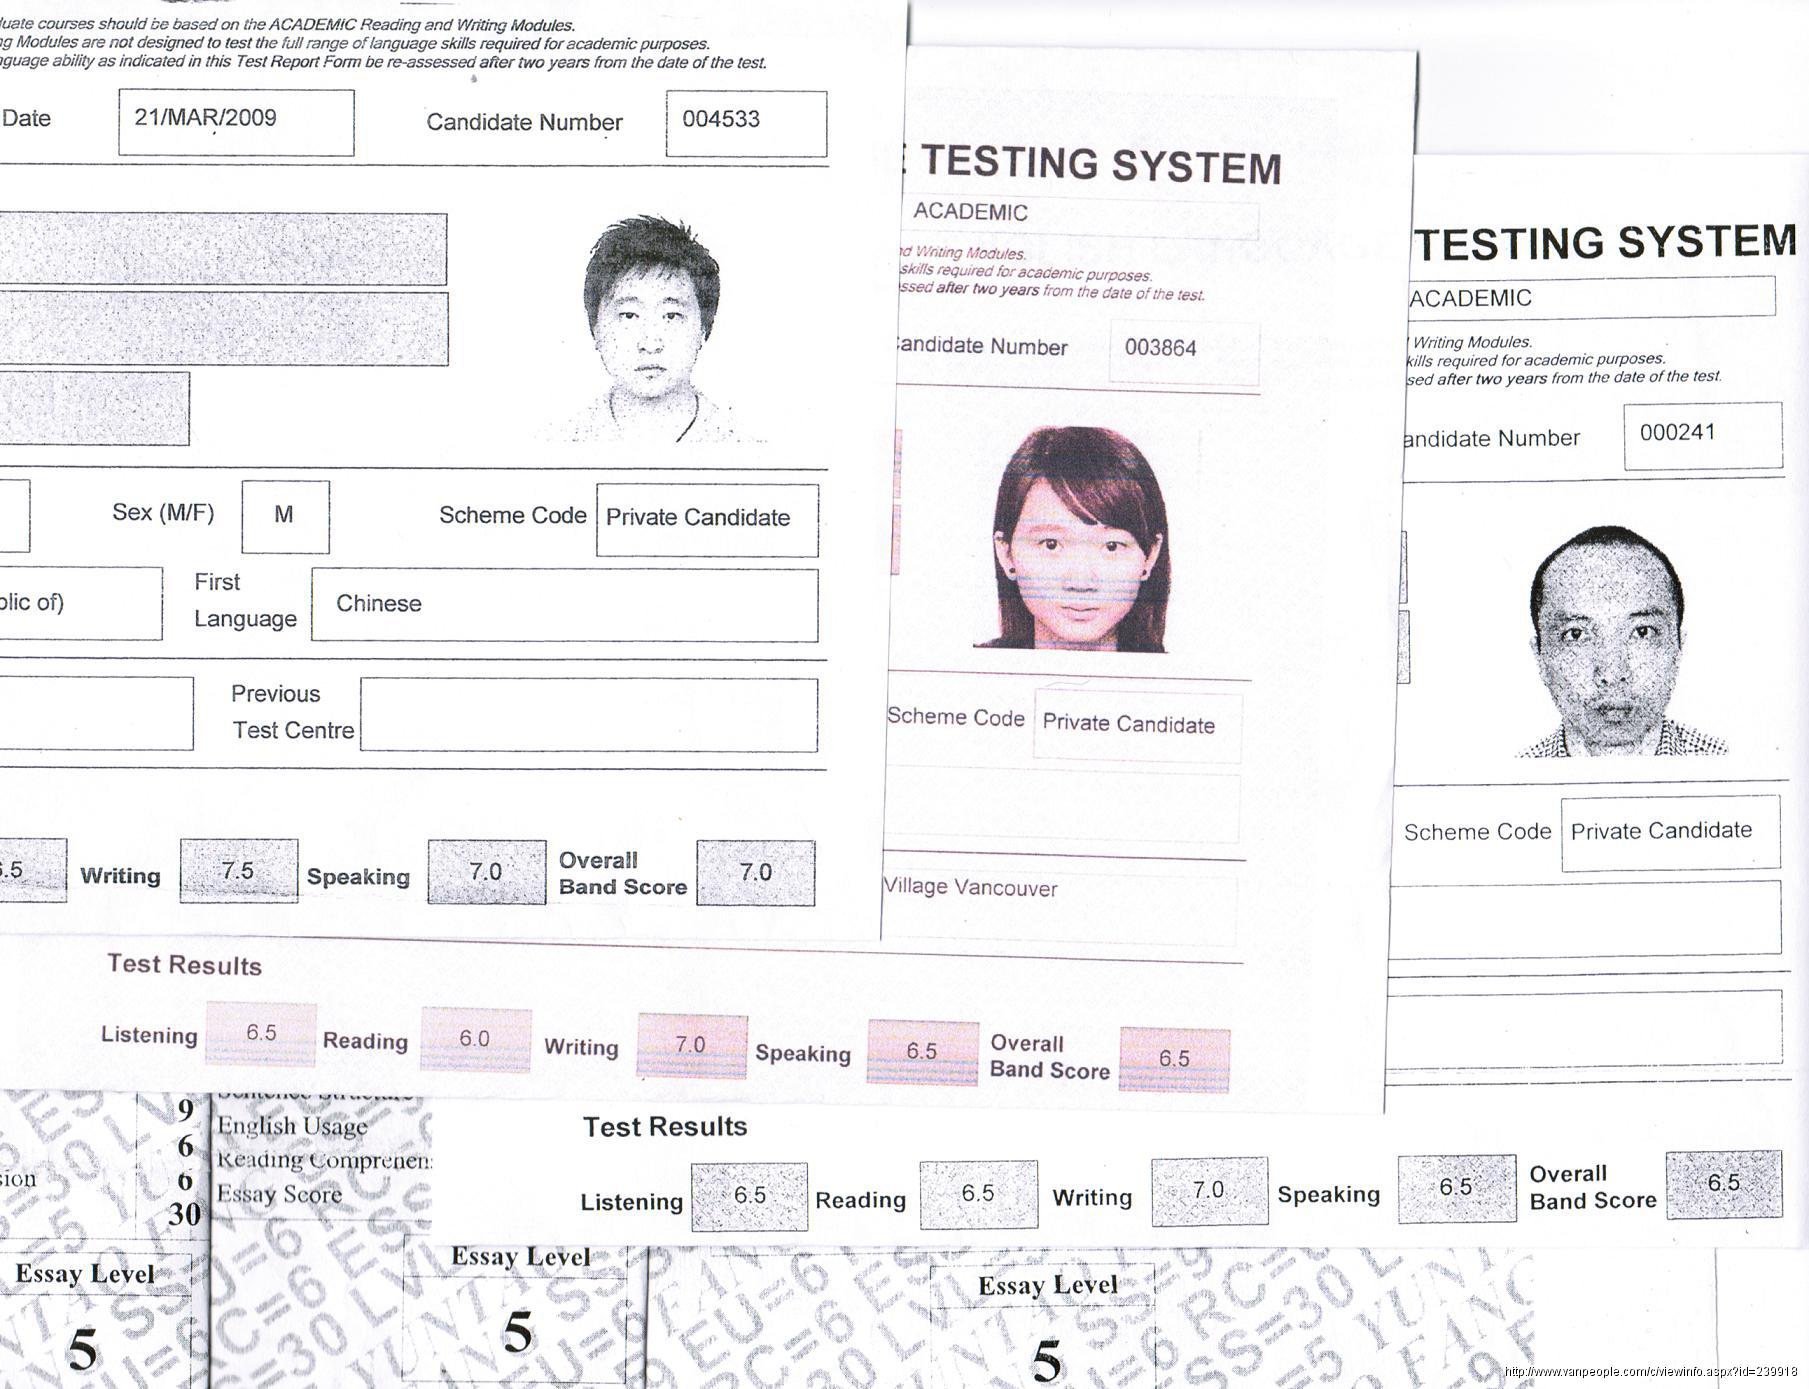 uate courses should be based on the ACADEMIC Reading and Writing Modules.
ng Modules are not designed to test the full range of language skills required for academic purposes.
nguage ability as indicated in this Test Report Form be re-assessed after two years from the date of the test.
Date 21/MAR/2009 Candidate Number 004533
Sex (M/F) M Scheme Code Private Candidate
blic of) First Language Chinese
Previous Test Centre
.5 Writing 7.5 Speaking 7.0 Overall Band Score 7.0
TESTING SYSTEM
ACADEMIC
nd Writing Modules.
skills required for academic purposes.
ssed after two years from the date of the test.
andidate Number 003864
Scheme Code Private Candidate
Village Vancouver
Test Results
Listening 6.5 Reading 6.0 Writing 7.0 Speaking 6.5 Overall Band Score 6.5
TESTING SYSTEM
ACADEMIC
Writing Modules.
kills required for academic purposes.
sed after two years from the date of the test.
andidate Number 000241
Scheme Code Private Candidate
Test Results
Listening 6.5 Reading 6.5 Writing 7.0 Speaking 6.5 Overall Band Score 6.5
9
6
sion 6
30
Essay Level
5
Sentence Structure
English Usage
Reading Comprehen
Essay Score
Essay Level
5
Essay Level
5
http://www.vanpeople.com/c/viewinfo.aspx?id=239918